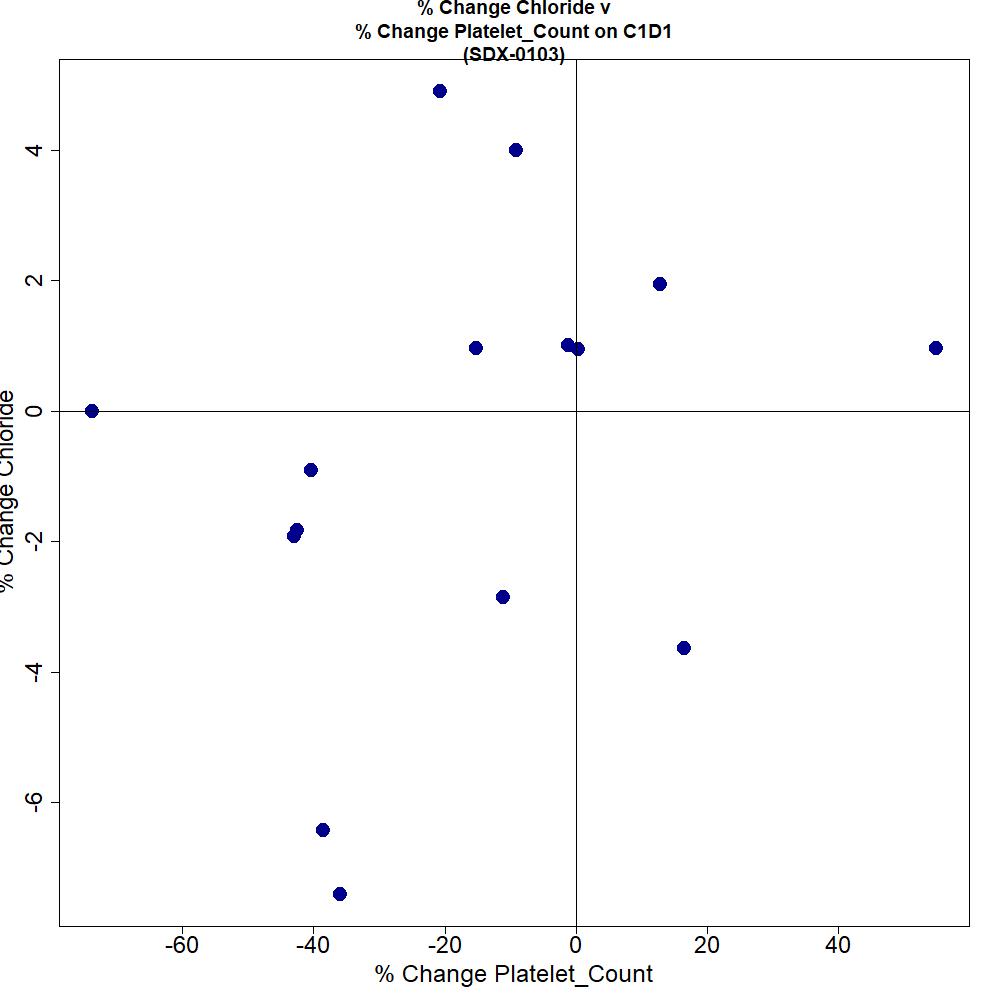 % Change Chloride v
% Change Platelet_Count on C1D1
(SDX-0103)
% Change Chloride
4
2
0
-2
-4
-6
-60
-40
-20
0
20
40
% Change Platelet_Count